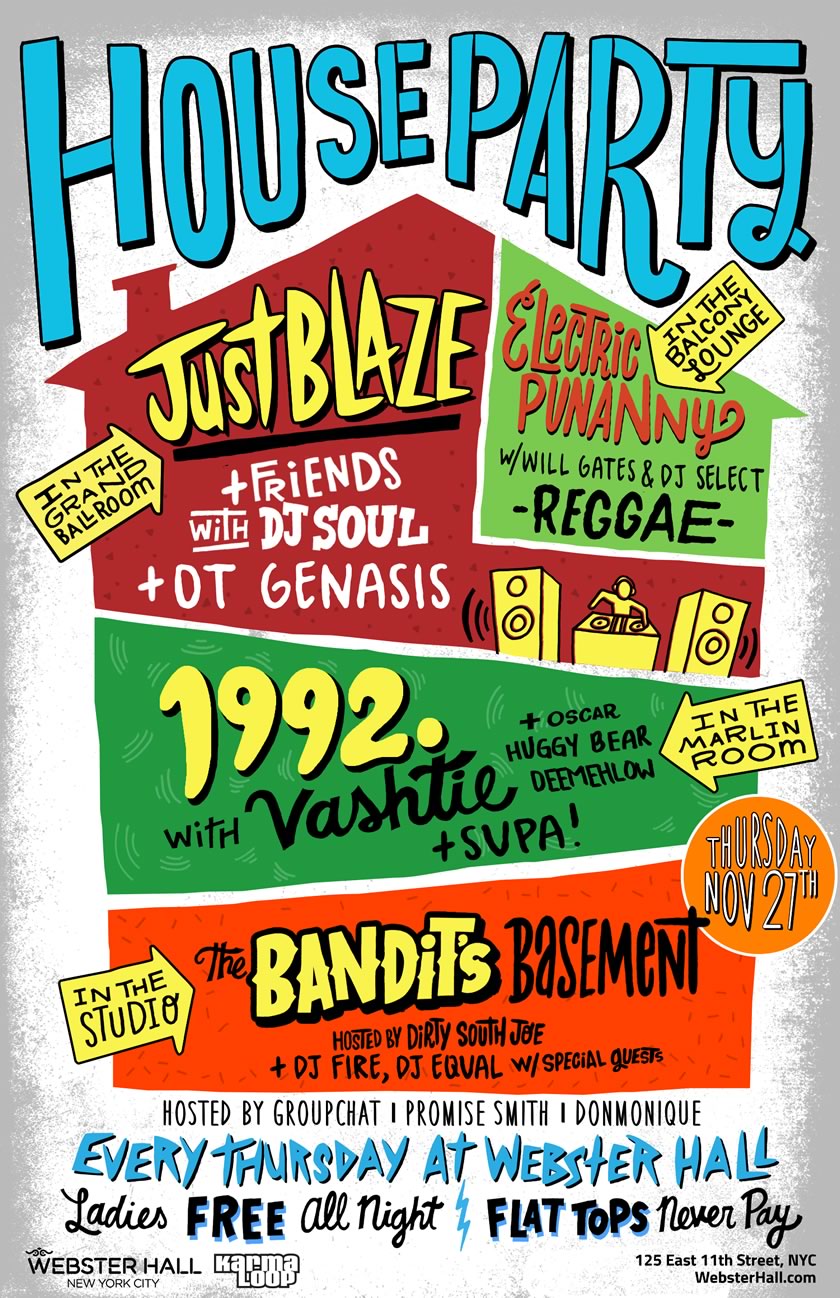 HOUSE PARTY
JUST BLAZE
IN THE
GRAND
BALLROOM
+FRIENDS
WITH DJ SOUL
+OT GENASIS
IN THE
BALCONY
LOUNGE
ELECTRIC
PUNANNY
W/WILL GATES & DJ SELECT
-REGGAE-
1992.
WITH Vashtie
+SUPA!
+ OSCAR
HUGGY BEAR
DEEMEHLOW
IN THE
MARLIN
ROOM
THURSDAY
NOV 27TH
IN THE
STUDIO
The BANDIT'S BASEMENT
HOSTED BY DIRTY SOUTH JOE
+ DJ FIRE, DJ EQUAL W/ SPECIAL GUESTS
HOSTED BY GROUPCHAT | PROMISE SMITH | DONMONIQUE
EVERY THURSDAY AT WEBSTER HALL
Ladies FREE All Night FLAT TOPS Never Pay
WEBSTER HALL
NEW YORK CITY
KARMA
LOOP
125 East 11th Street, NYC
WebsterHall.com